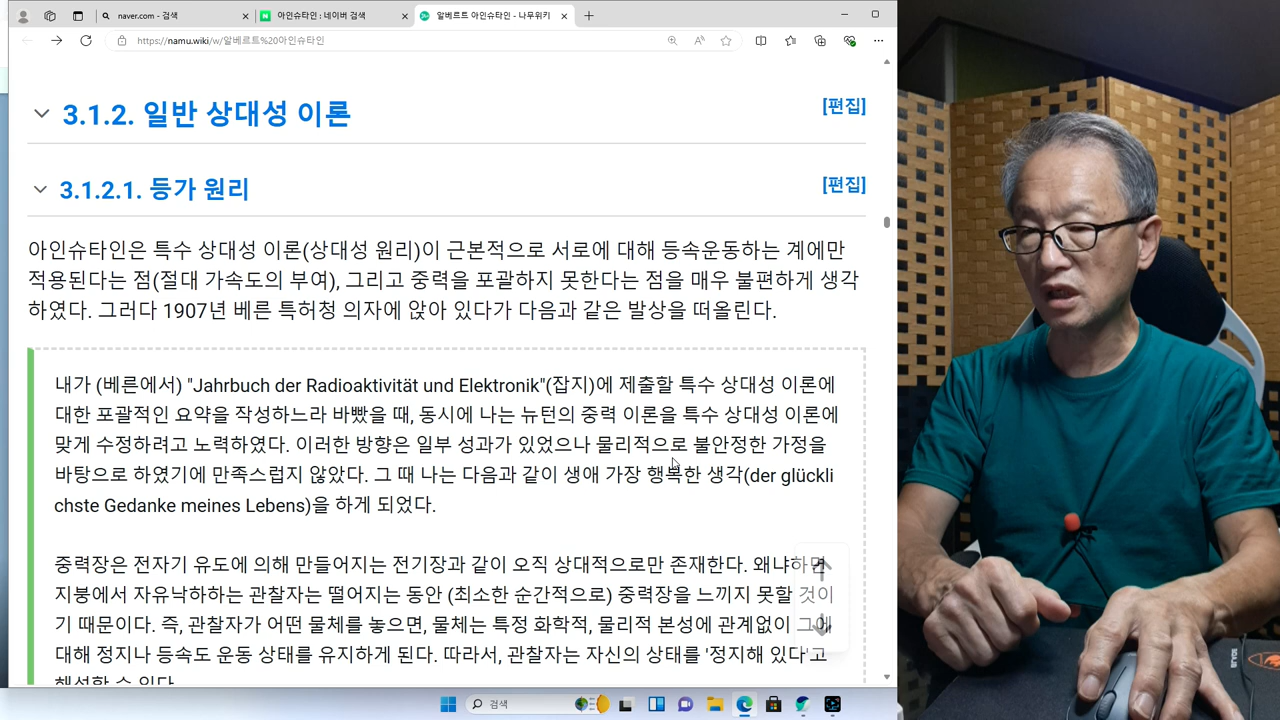 naver.com - 검색
아인슈타인 : 네이버 검색
알베르트 아인슈타인 - 나무위키
https://namu.wiki/w/알베르트%20아인슈타인
3.1.2. 일반 상대성 이론
[편집]
3.1.2.1. 등가 원리
[편집]
아인슈타인은 특수 상대성 이론(상대성 원리)이 근본적으로 서로에 대해 등속운동하는 계에만
적용된다는 점(절대 가속도의 부여), 그리고 중력을 포괄하지 못한다는 점을 매우 불편하게 생각
하였다. 그러다 1907년 베른 특허청 의자에 앉아 있다가 다음과 같은 발상을 떠올린다.
내가 (베른에서) "Jahrbuch der Radioaktivität und Elektronik"(잡지)에 제출할 특수 상대성 이론에
대한 포괄적인 요약을 작성하느라 바빴을 때, 동시에 나는 뉴턴의 중력 이론을 특수 상대성 이론에
맞게 수정하려고 노력하였다. 이러한 방향은 일부 성과가 있었으나 물리적으로 불안정한 가정을
바탕으로 하였기에 만족스럽지 않았다. 그 때 나는 다음과 같이 생애 가장 행복한 생각(der glückli
chste Gedanke meines Lebens)을 하게 되었다.
중력장은 전자기 유도에 의해 만들어지는 전기장과 같이 오직 상대적으로만 존재한다. 왜냐하면
지붕에서 자유낙하하는 관찰자는 떨어지는 동안 (최소한 순간적으로) 중력장을 느끼지 못할 것이
기 때문이다. 즉, 관찰자가 어떤 물체를 놓으면, 물체는 특정 화학적, 물리적 본성에 관계없이 그에
대해 정지나 등속도 운동 상태를 유지하게 된다. 따라서, 관찰자는 자신의 상태를 '정지해 있다'고
해석할 수 있다.
검색